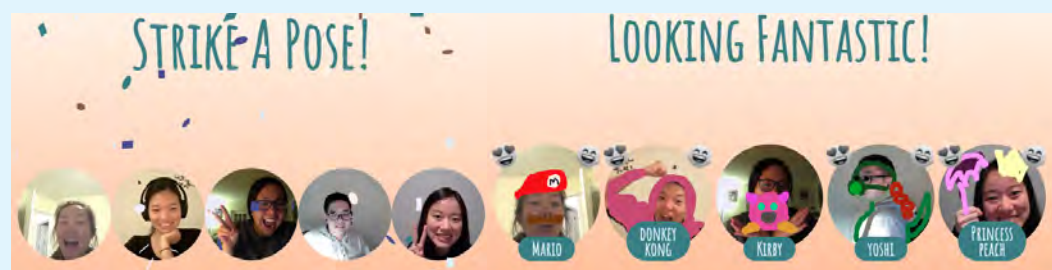 STRIKE A POSE!
LOOKING FANTASTIC!
M
MARIO
DONKEY
KONG
KIRBY
YOSHI
PRINCESS
PEACH